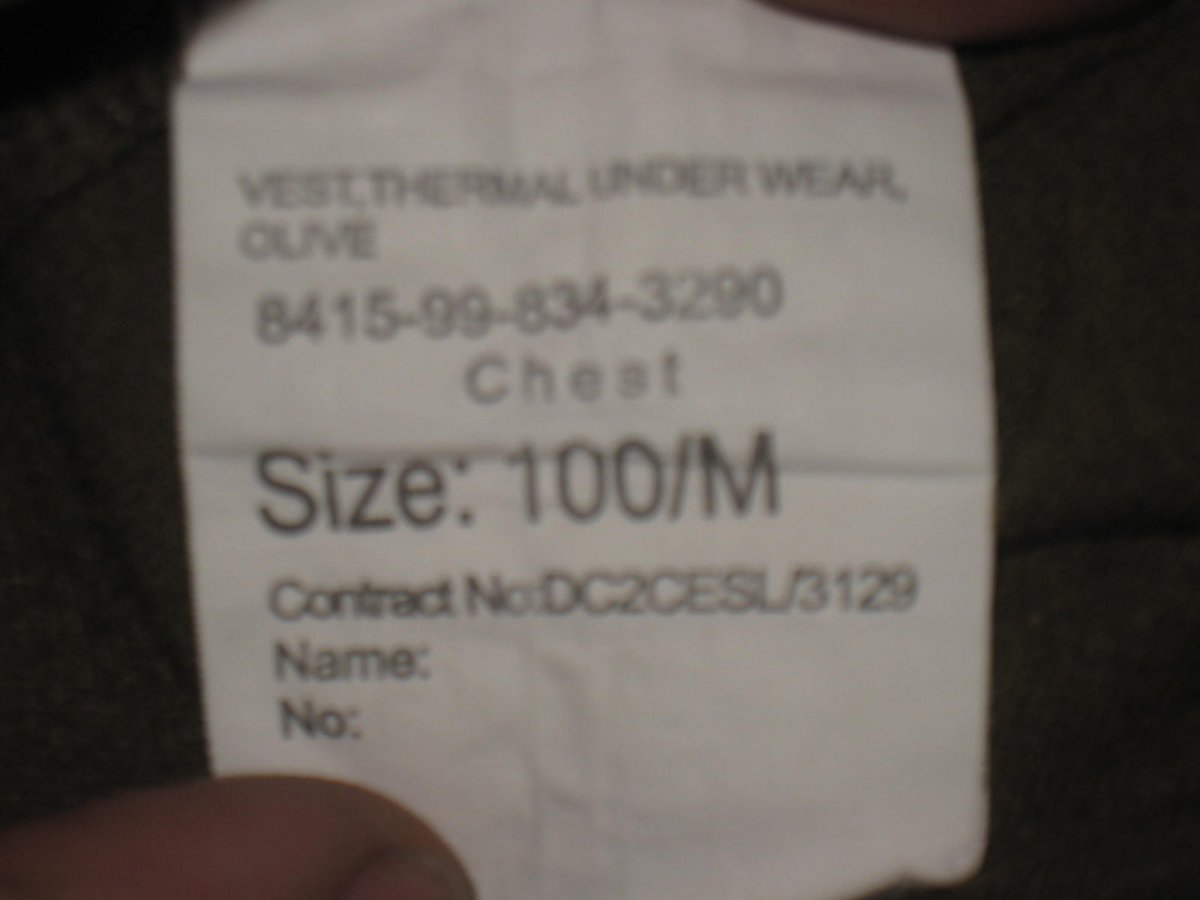 VEST,THERMAL UNDER WEAR,
OLIVE
8415-99-834-3290
Chest
Size: 100/M
Contract No:DC2CESL/3129
Name:
No: